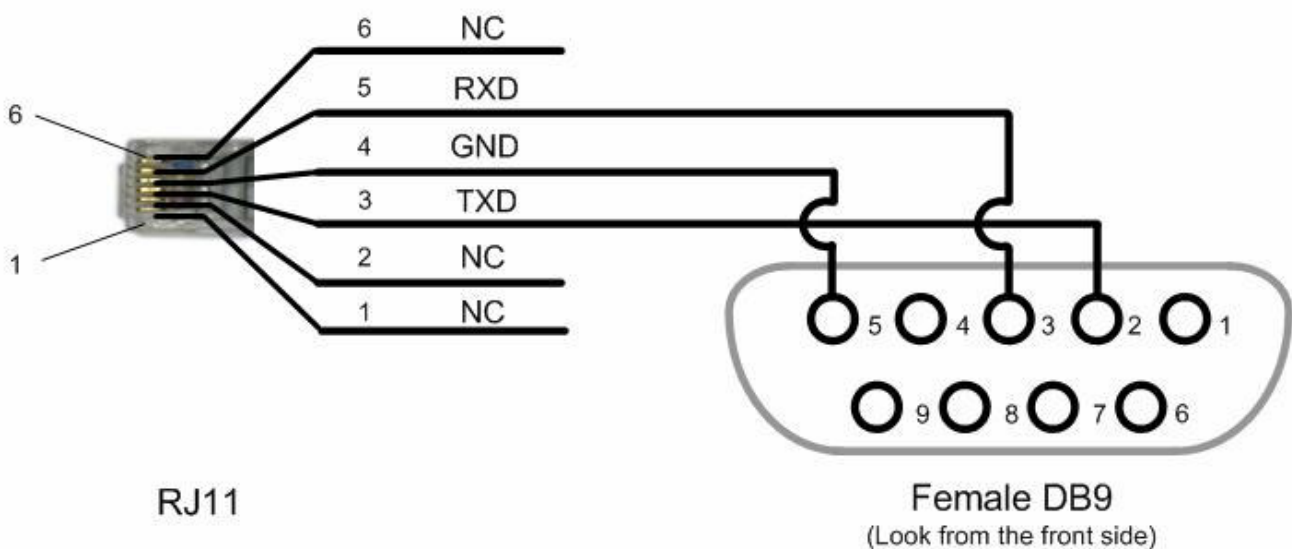 6 NC
5 RXD
6
4 GND
3 TXD
1
2 NC
1 NC
5 4 3 2 1
9 8 7 6
RJ11
Female DB9
(Look from the front side)